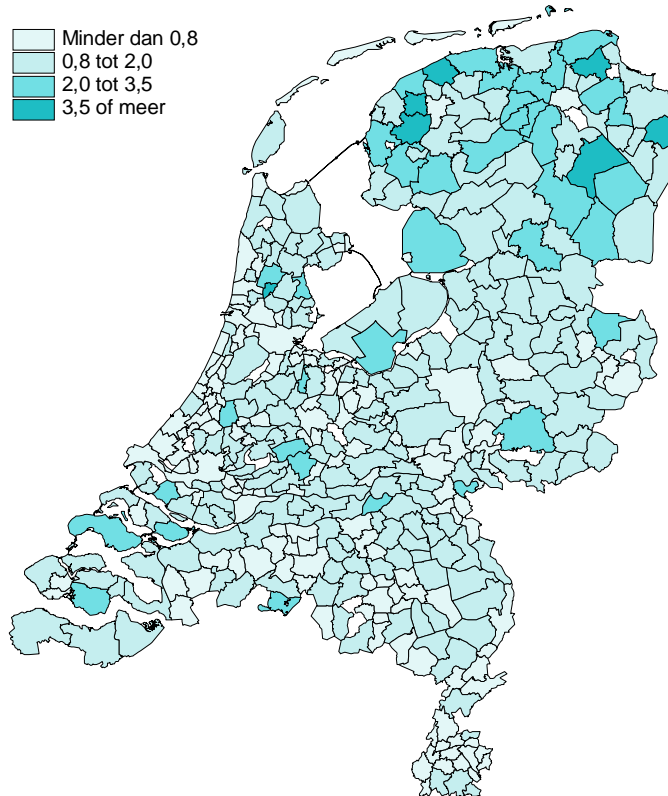 Minder dan 0,8
0,8 tot 2,0
2,0 tot 3,5
3,5 of meer